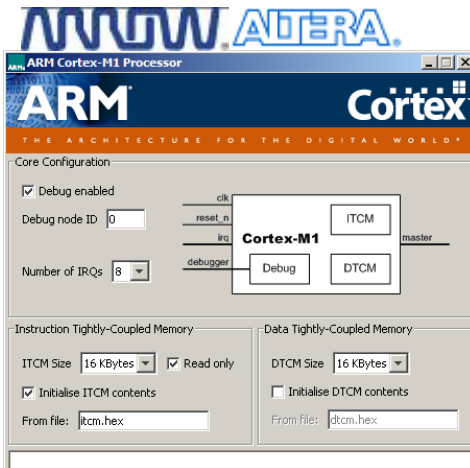 ARROW ALTERA
ARM Cortex-M1 Processor
ARM Cortex
THE ARCHITECTURE FOR THE DIGITAL WORLD
Core Configuration
Debug enabled
Debug node ID 0
Number of IRQs 8
clk
reset_n
irq
debugger
Cortex-M1
ITCM
Debug
DTCM
master
Instruction Tightly-Coupled Memory
ITCM Size 16 KBytes Read only
Initialise ITCM contents
From file: itcm.hex
Data Tightly-Coupled Memory
DTCM Size 16 KBytes
Initialise DTCM contents
From file: dtcm.hex